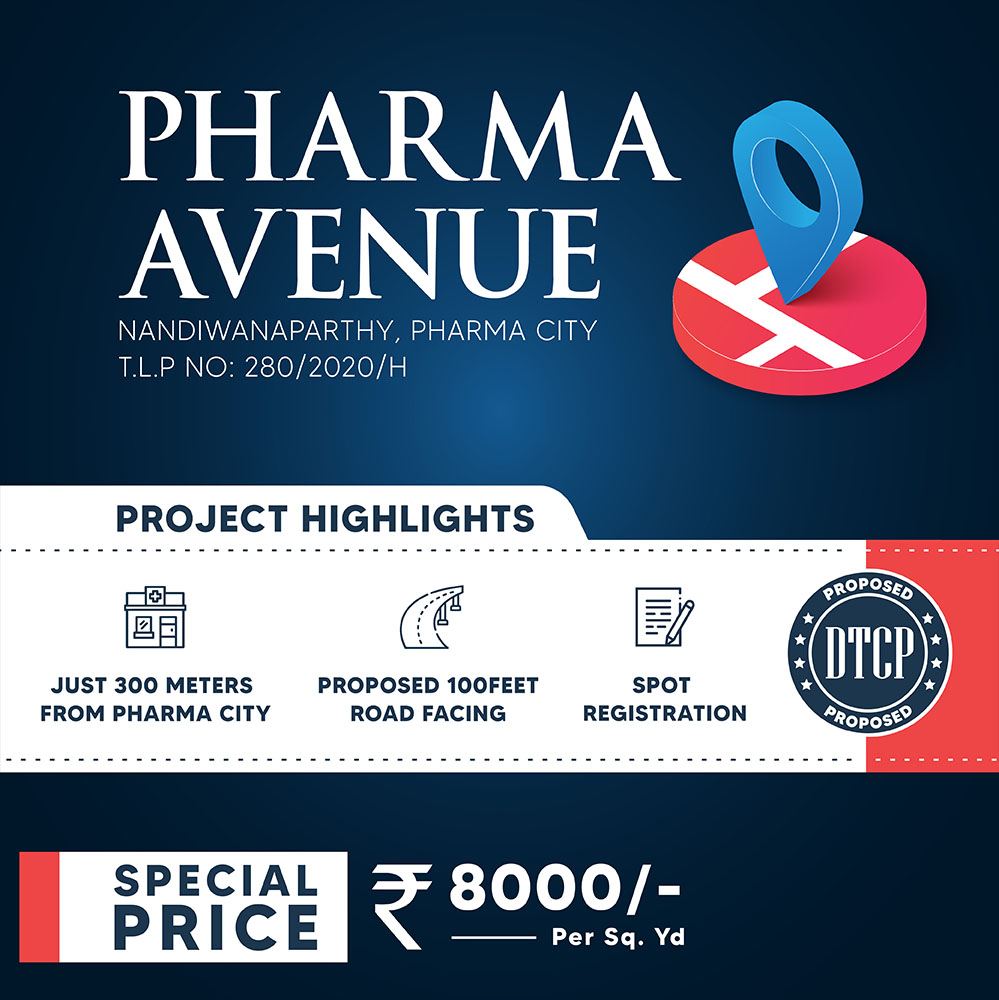 PHARMA
AVENUE
NANDIWANAPARTHY, PHARMA CITY
T.L.P NO: 280/2020/H
PROJECT HIGHLIGHTS
JUST 300 METERS
FROM PHARMA CITY
PROPOSED 100FEET
ROAD FACING
SPOT
REGISTRATION
PROPOSED
DTCP
PROPOSED
SPECIAL
PRICE
₹ 8000/-
Per Sq. Yd